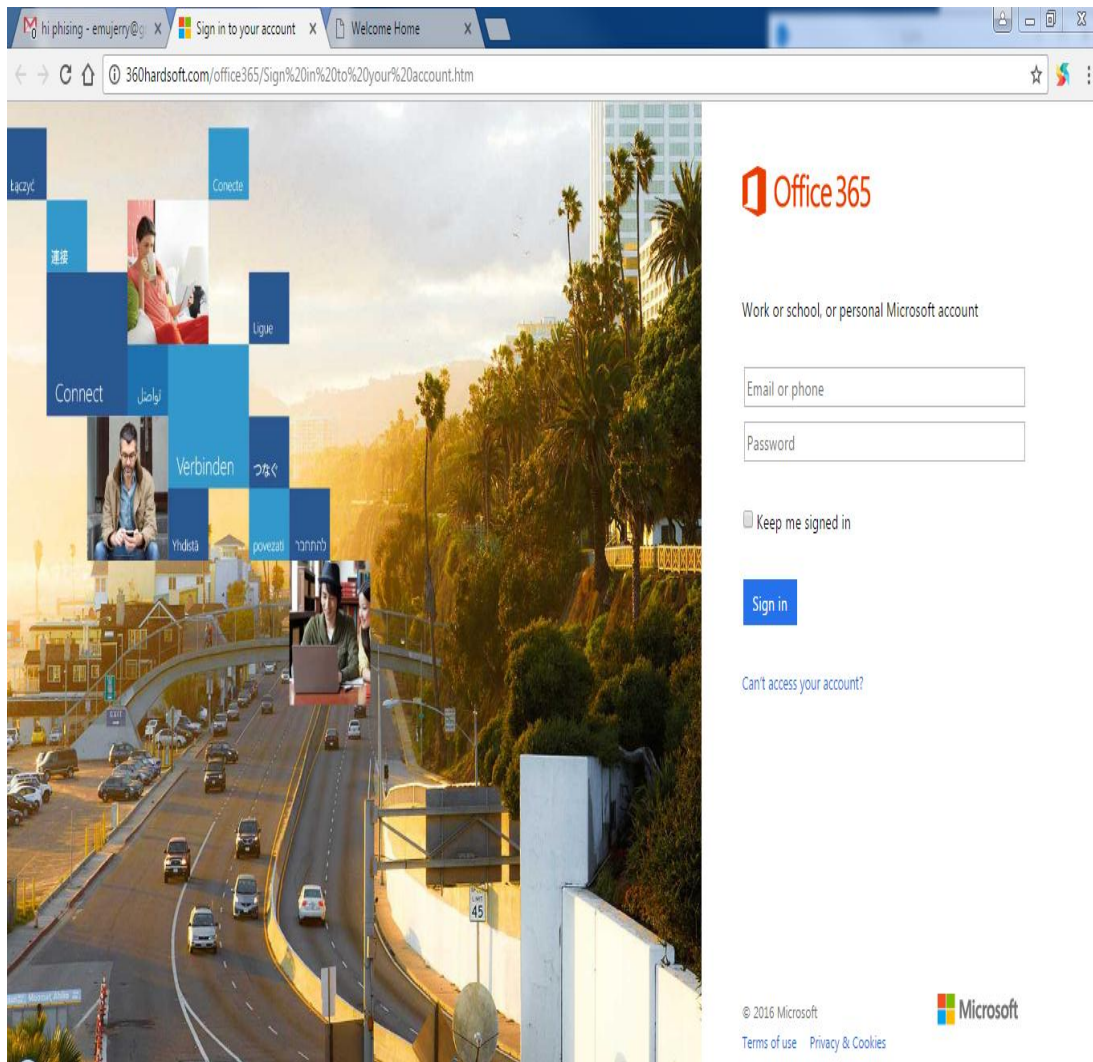 hi phising - emujerry@g
Sign in to your account
Welcome Home
360hardsoft.com/office365/Sign%20in%20to%20your%20account.htm
Łączyć
Conecte
連接
Ligue
Connect
تواصل
Verbinden
つなぐ
Yhdistä
povezati
להתחבר
EXIT
LIMIT
45
Office 365
Work or school, or personal Microsoft account
Email or phone
Password
Keep me signed in
Sign in
Can't access your account?
© 2016 Microsoft
Microsoft
Terms of use Privacy & Cookies